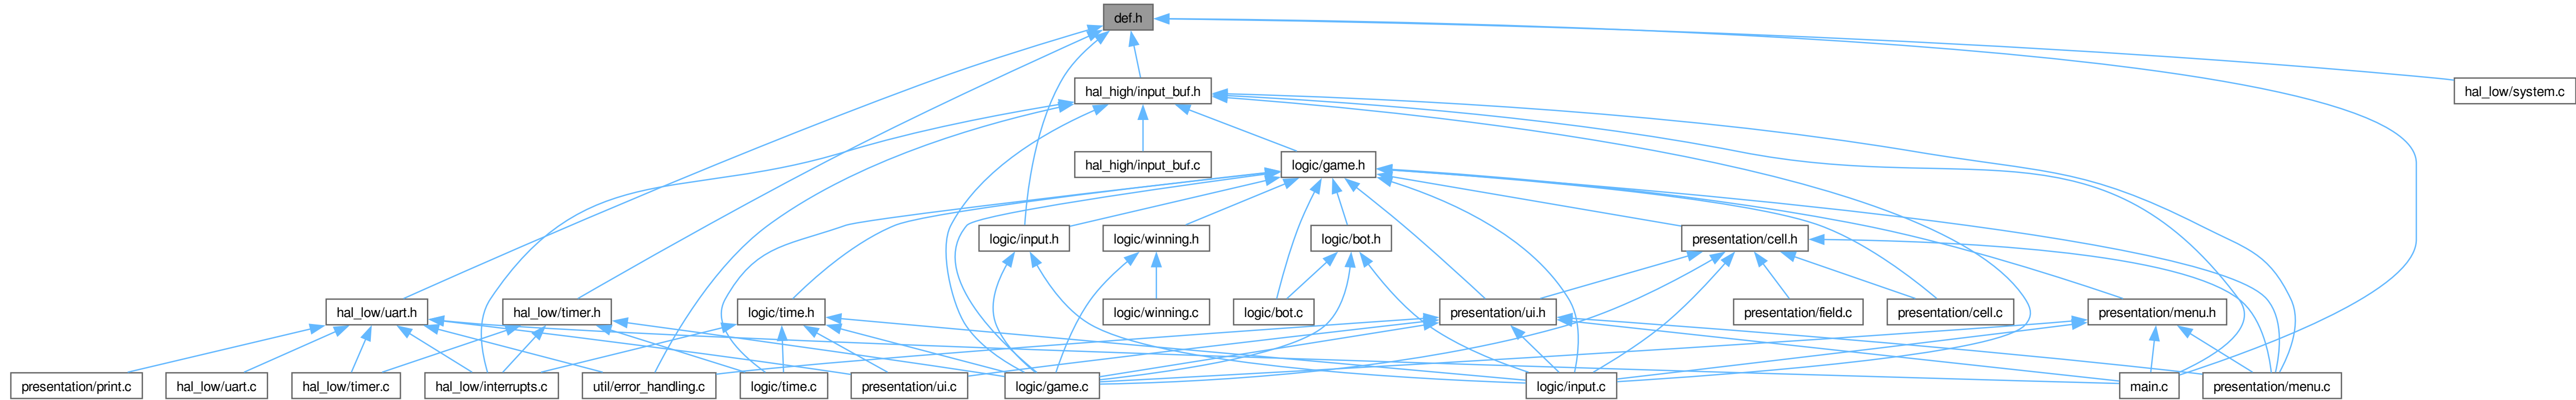 def.h
hal_high/input_buf.h
hal_low/system.c
hal_high/input_buf.c
logic/game.h
logic/input.h
logic/winning.h
logic/bot.h
presentation/cell.h
hal_low/uart.h
hal_low/timer.h
logic/time.h
logic/winning.c
logic/bot.c
presentation/ui.h
presentation/field.c
presentation/cell.c
presentation/menu.h
presentation/print.c
hal_low/uart.c
hal_low/timer.c
hal_low/interrupts.c
util/error_handling.c
logic/time.c
presentation/ui.c
logic/game.c
logic/input.c
main.c
presentation/menu.c